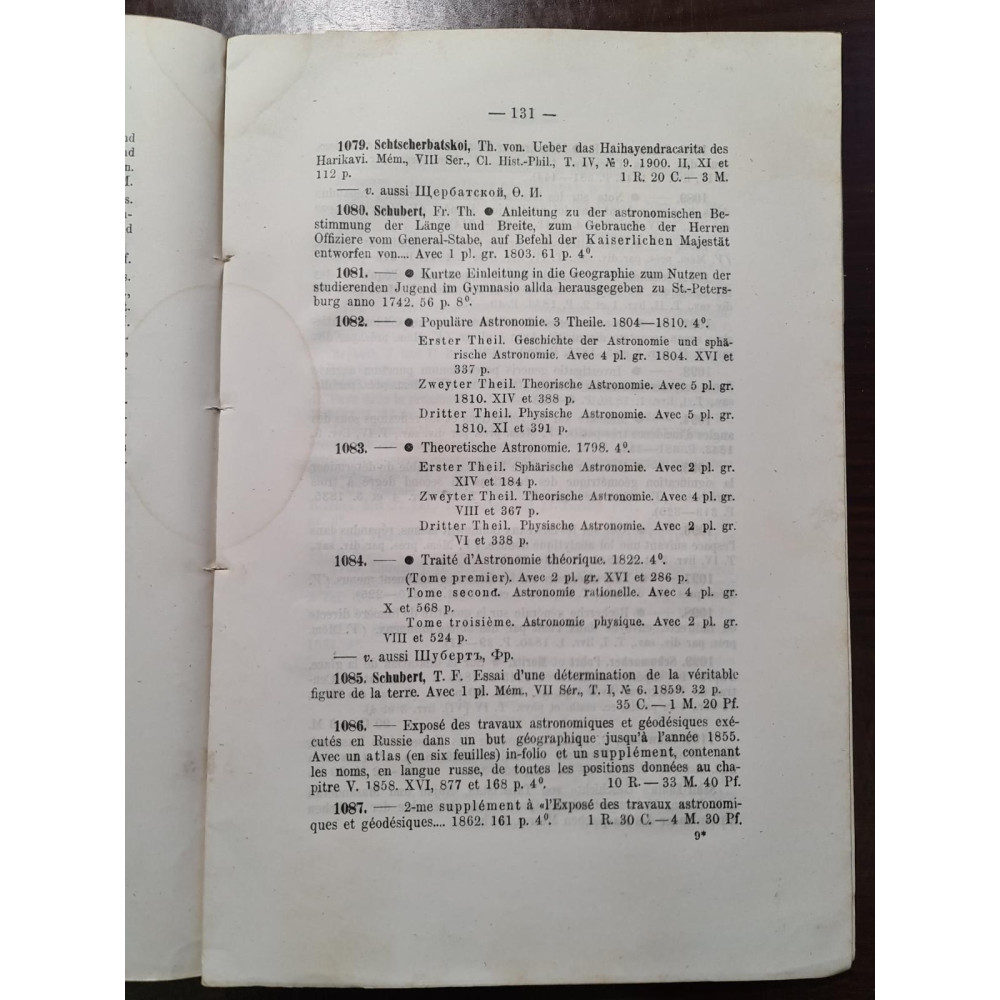 — 131 —
1079. Schtscherbatskoi, Th. von. Ueber das Haihayendracarita des
Harikavi. Mém., VIII Ser., Cl. Hist.-Phil., T. IV, № 9. 1900. II, XI et
112 p. 1 R. 20 C. — 3 M.
—— v. aussi Щербатской, Ѳ. И.
1080. Schubert, Fr. Th. ● Anleitung zu der astronomischen Be-
stimmung der Länge und Breite, zum Gebrauche der Herren
Offiziere vom General-Stabe, auf Befehl der Kaiserlichen Majestät
entworfen von.... Avec 1 pl. gr. 1803. 61 p. 4⁰.
1081. —— ● Kurtze Einleitung in die Geographie zum Nutzen der
studierenden Jugend im Gymnasio allda herausgegeben zu St.-Peters-
burg anno 1742. 56 p. 8⁰.
1082. —— ● Populäre Astronomie. 3 Theile. 1804—1810. 4⁰.
Erster Theil. Geschichte der Astronomie und sphä-
rische Astronomie. Avec 4 pl. gr. 1804. XVI et
337 p.
Zweyter Theil. Theorische Astronomie. Avec 5 pl. gr.
1810. XIV et 388 p.
Dritter Theil. Physische Astronomie. Avec 5 pl. gr.
1810. XI et 391 p.
1083. —— ● Theoretische Astronomie. 1798. 4⁰.
Erster Theil. Sphärische Astronomie. Avec 2 pl. gr.
XIV et 184 p.
Zweyter Theil. Theorische Astronomie. Avec 4 pl. gr.
VIII et 367 p.
Dritter Theil. Physische Astronomie. Avec 2 pl. gr.
VI et 338 p.
1084. —— ● Traité d'Astronomie théorique. 1822. 4⁰.
(Tome premier). Avec 2 pl. gr. XVI et 286 p.
Tome second. Astronomie rationelle. Avec 4 pl. gr.
X et 568 p.
Tome troisième. Astronomie physique. Avec 2 pl. gr.
VIII et 524 p.
—— v. aussi Шубертъ, Фр.
1085. Schubert, T. F. Essai d'une détermination de la véritable
figure de la terre. Avec 1 pl. Mém., VII Sér., T. I, № 6. 1859. 32 p.
35 C. — 1 M. 20 Pf.
1086. —— Exposé des travaux astronomiques et géodésiques exé-
cutés en Russie dans un but géographique jusqu'à l'année 1855.
Avec un atlas (en six feuilles) in-folio et un supplément, contenant
les noms, en langue russe, de toutes les positions données au cha-
pitre V. 1858. XVI, 877 et 168 p. 4⁰. 10 R. — 33 M. 40 Pf.
1087. —— 2-me supplément à «l'Exposé des travaux astronomi-
ques et géodésiques.... 1862. 161 p. 4⁰. 1 R. 30 C. — 4 M. 30 Pf.
9*